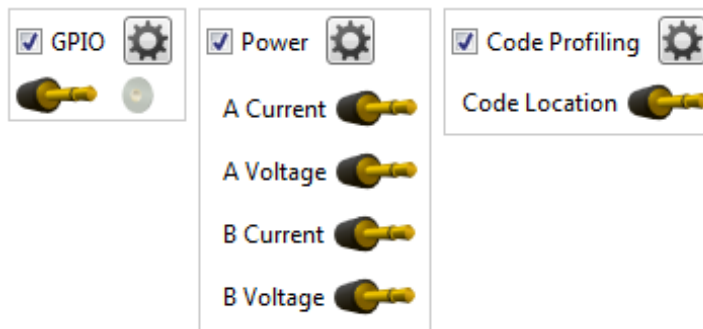 GPIO
Power
A Current
A Voltage
B Current
B Voltage
Code Profiling
Code Location